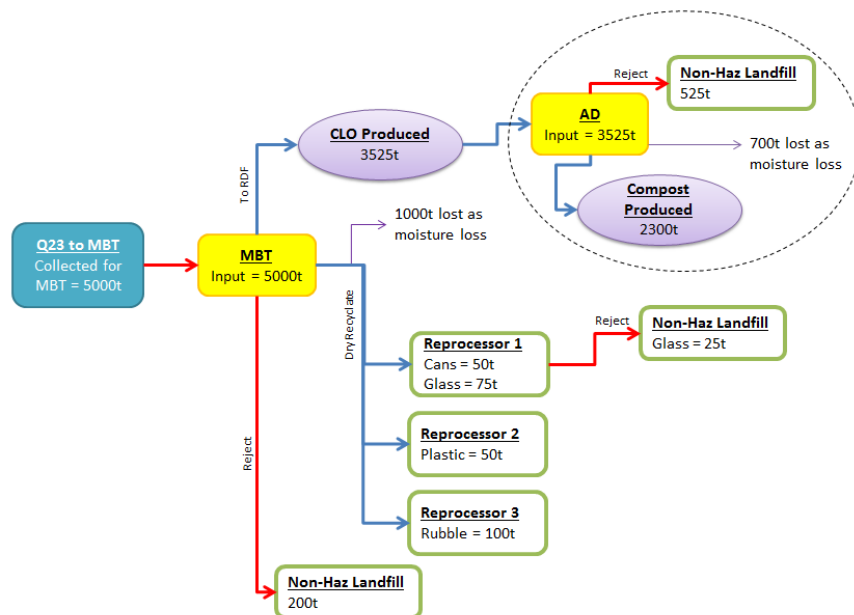 Reject
Non-Haz Landfill
525t
AD
Input = 3525t
CLO Produced
3525t
700t lost as
moisture loss
To RDF
Compost
Produced
2300t
1000t lost as
moisture loss
Q23 to MBT
Collected for
MBT = 5000t
MBT
Input = 5000t
Dry Recyclate
Reprocessor 1
Cans = 50t
Glass = 75t
Reject
Non-Haz Landfill
Glass = 25t
Reprocessor 2
Plastic = 50t
Reject
Reprocessor 3
Rubble = 100t
Non-Haz Landfill
200t